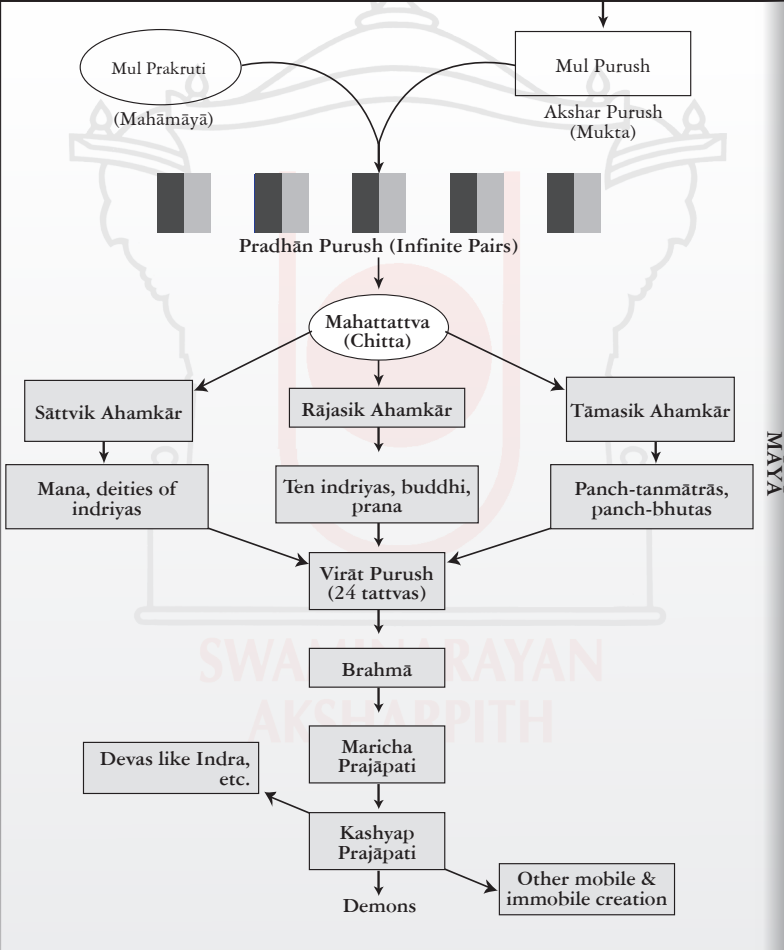 Mul Prakruti
(Mahāmāyā)
Mul Purush
Akshar Purush
(Mukta)
Pradhān Purush (Infinite Pairs)
Mahattattva
(Chitta)
Sāttvik Ahamkār
Rājasik Ahamkār
Tāmasik Ahamkār
Mana, deities of
indriyas
Ten indriyas, buddhi,
prana
Panch-tanmātrās,
panch-bhutas
MAYA
Virāt Purush
(24 tattvas)
SWAMINARAYAN
AKSHARPITH
Brahmā
Maricha
Prajāpati
Devas like Indra,
etc.
Kashyap
Prajāpati
Other mobile &
immobile creation
Demons